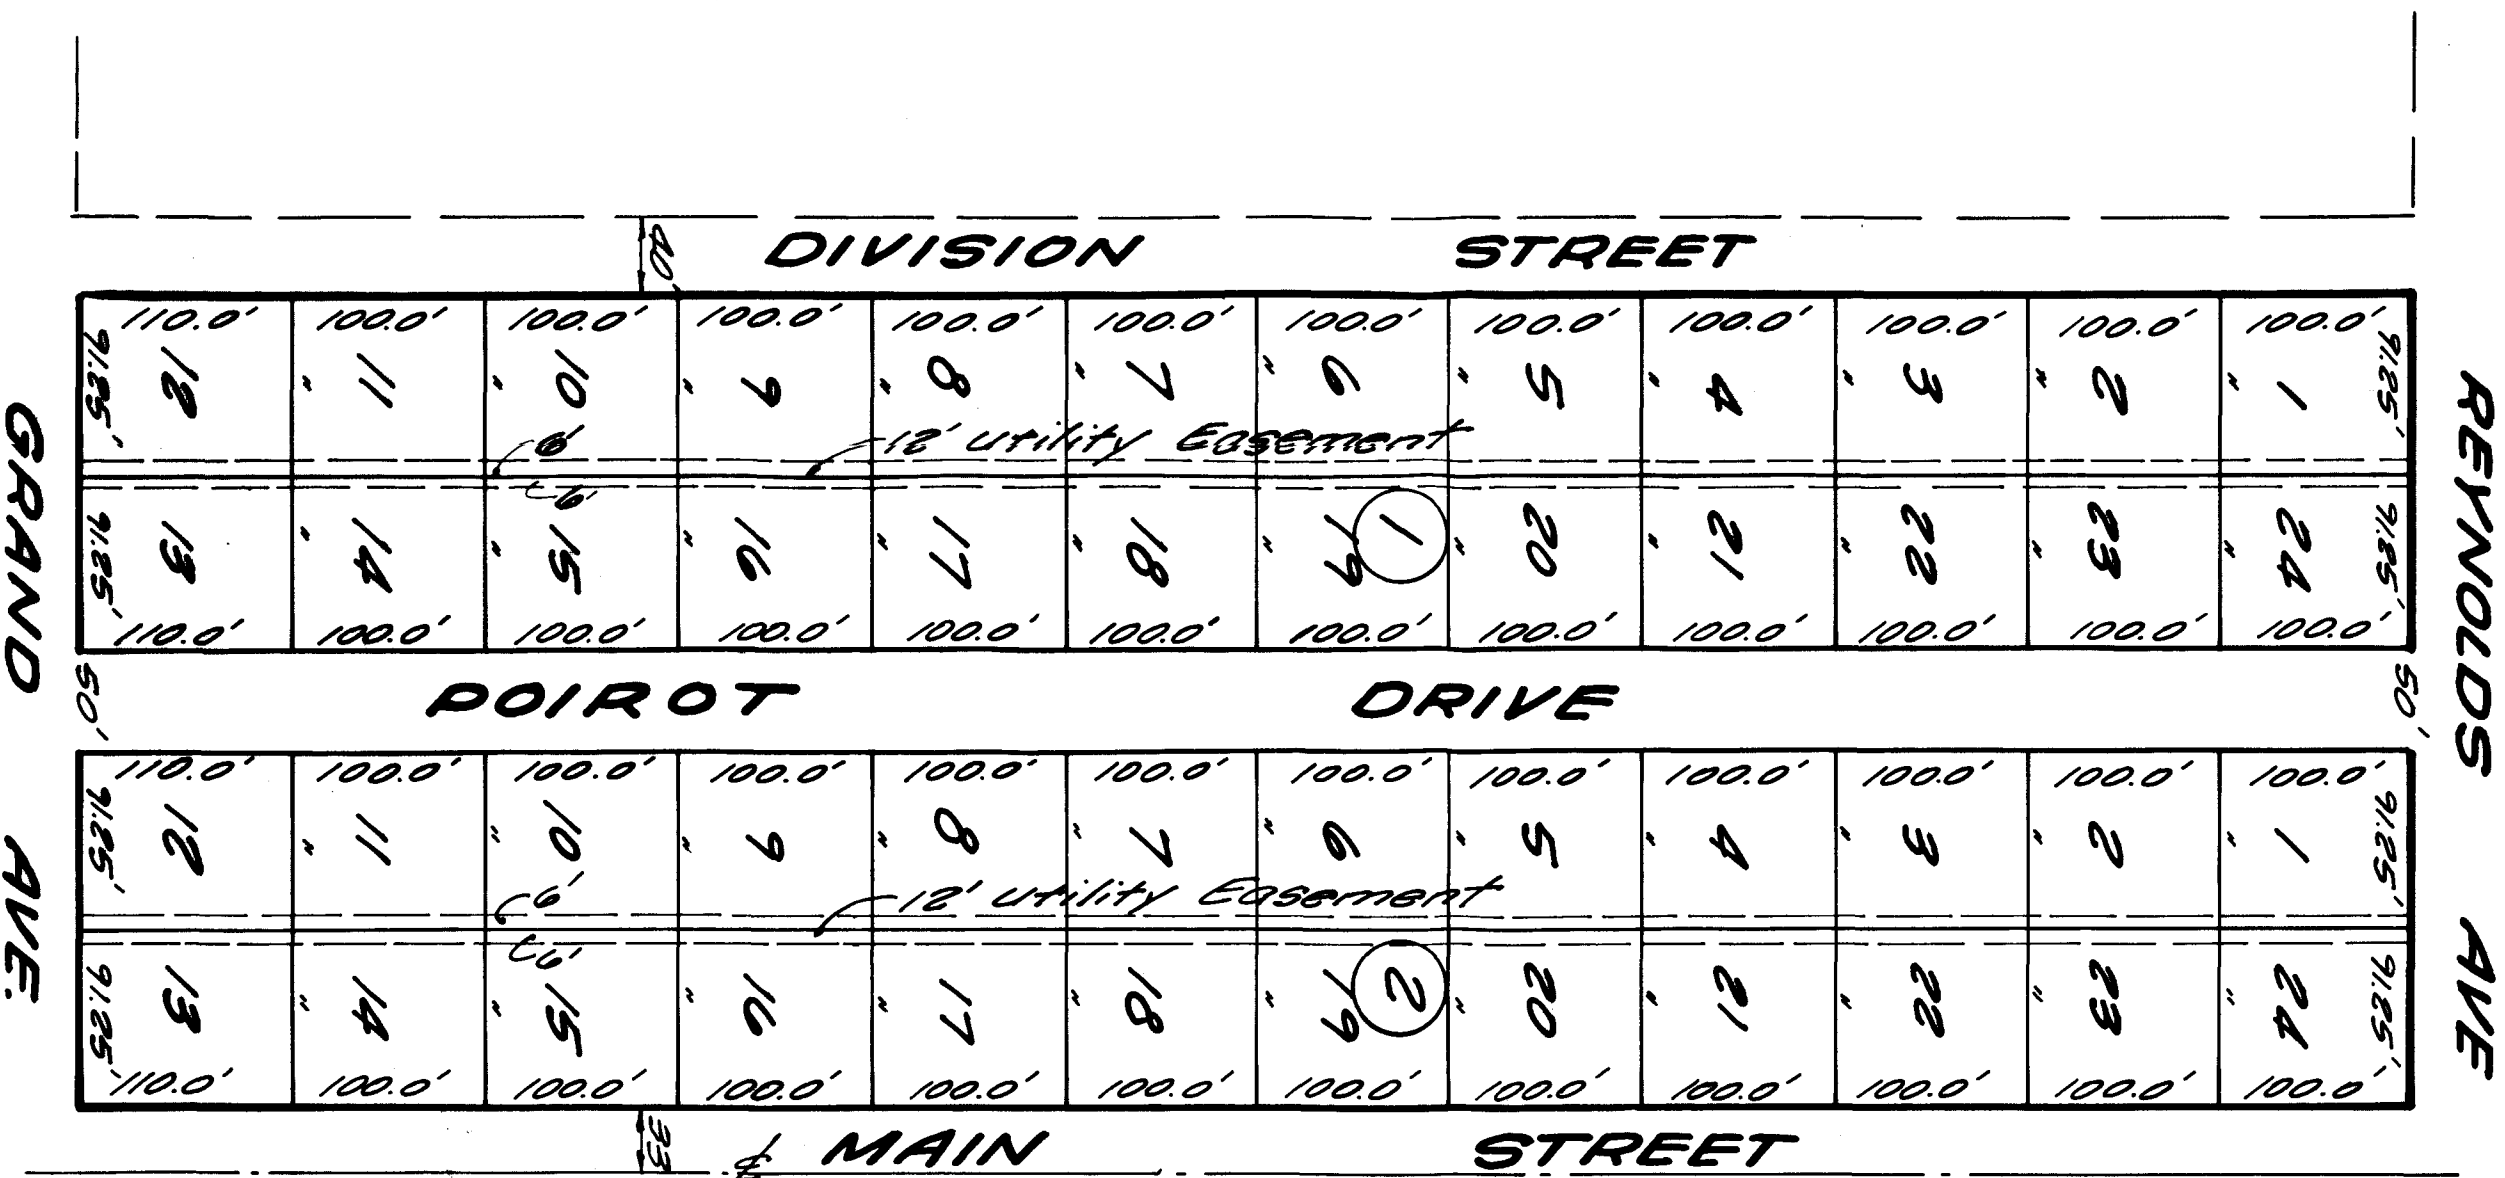 40'
DIVISION STREET
110.0' 100.0' 100.0' 100.0' 100.0' 100.0' 100.0' 100.0' 100.0' 100.0' 100.0' 100.0'
91.25' 12 " 11 " 10 " 9 " 8 " 7 " 6 " 5 " 4 " 3 " 2 " 1 91.25'
6' 12' Utility Easement
6'
91.25' 13 " 14 " 15 " 16 " 17 " 18 " 19 1 " 20 " 21 " 22 " 23 " 24 91.25'
110.0' 100.0' 100.0' 100.0' 100.0' 100.0' 100.0' 100.0' 100.0' 100.0' 100.0' 100.0'
GRAND AVE.
REYNOLDS AVE
50' POIROT DRIVE 50'
110.0' 100.0' 100.0' 100.0' 100.0' 100.0' 100.0' 100.0' 100.0' 100.0' 100.0' 100.0'
91.25' 12 " 11 " 10 " 9 " 8 " 7 " 6 " 5 " 4 " 3 " 2 " 1 91.25'
6' 12' Utility Easement
6'
91.25' 13 " 14 " 15 " 16 " 17 " 18 " 19 2 " 20 " 21 " 22 " 23 " 24 91.25'
110.0' 100.0' 100.0' 100.0' 100.0' 100.0' 100.0' 100.0' 100.0' 100.0' 100.0' 100.0'
33'
MAIN STREET